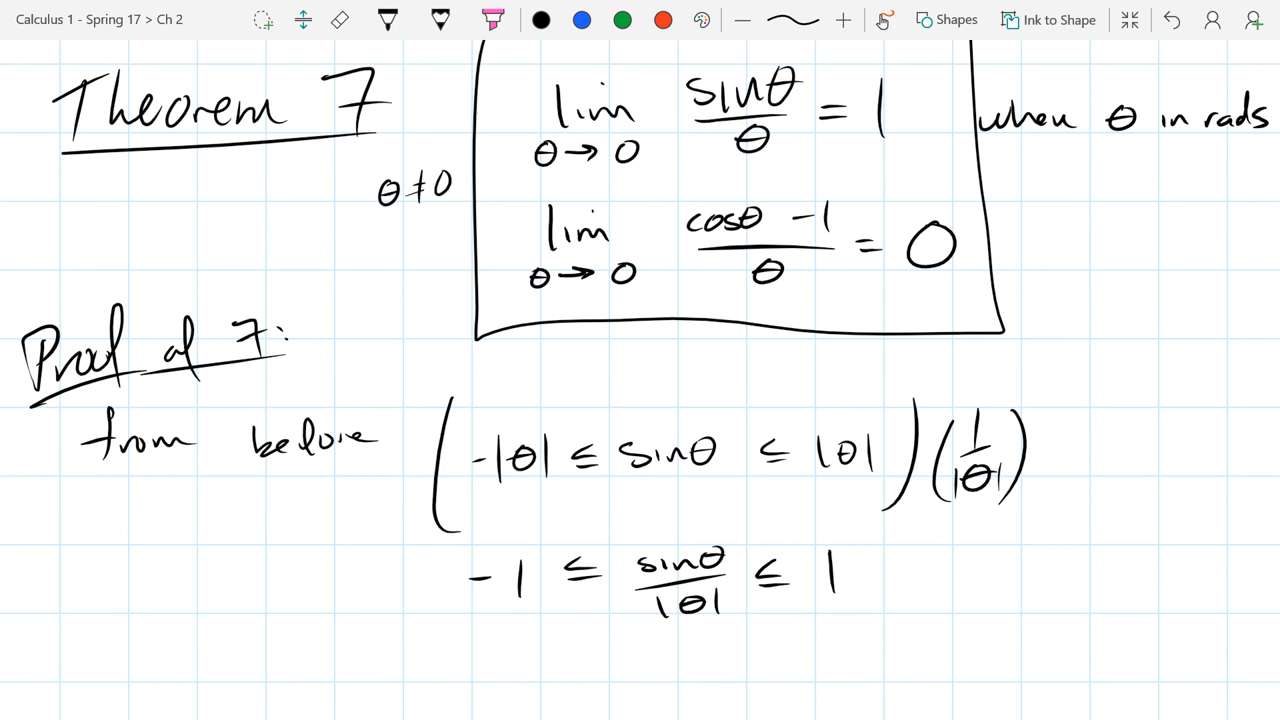 Calculus 1 - Spring 17 > Ch 2
Shapes
Ink to Shape
Theorem 7
θ ≠ 0
lim θ→0 sinθ/θ = 1
when θ in rads
lim θ→0 cosθ - 1/θ = 0
Proof of 7:
from before
(-|θ| ≤ sinθ ≤ |θ|)(1/|θ|)
-1 ≤ sinθ/|θ| ≤ 1